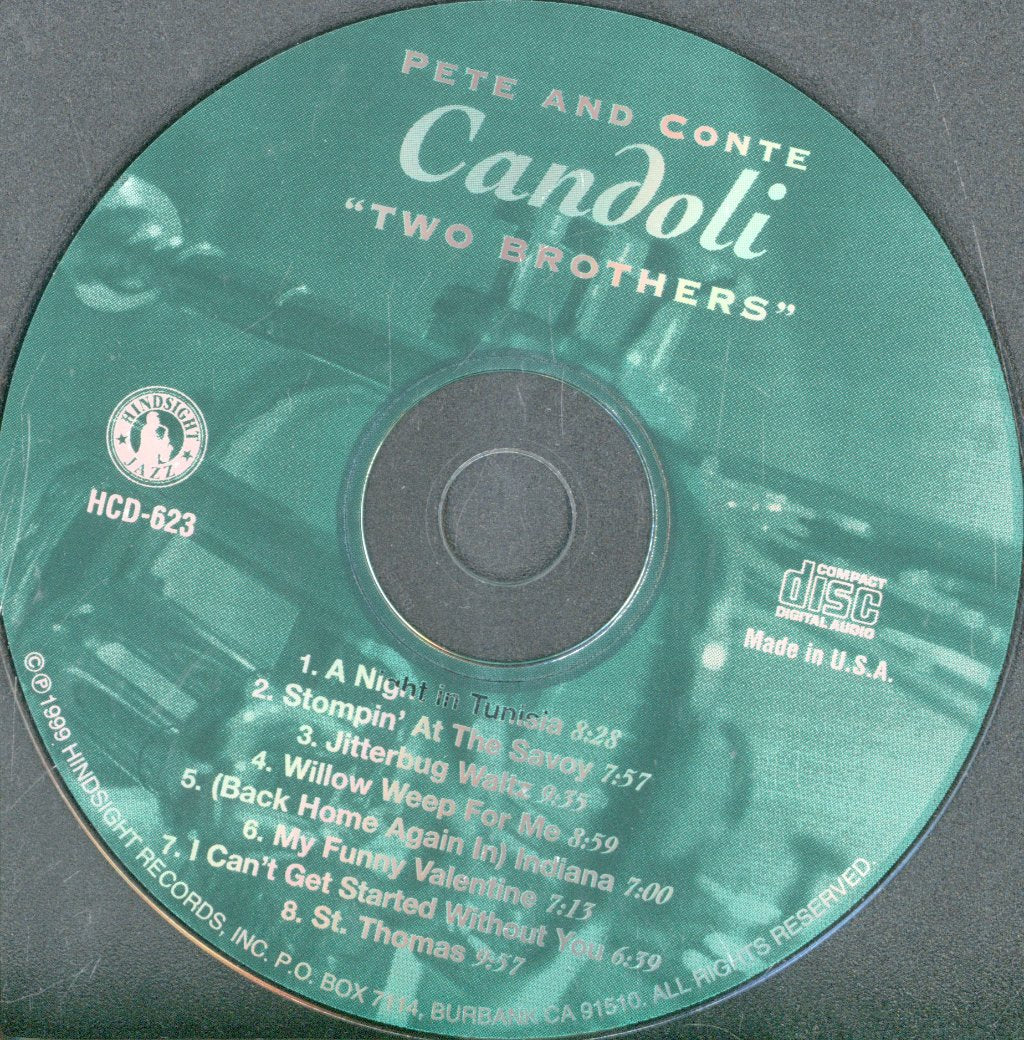 PETE AND CONTE
Candoli
“TWO BROTHERS”
HINDSIGHT
JAZZ
HCD-623
COMPACT
disc
DIGITAL AUDIO
Made in U.S.A.
1. A Night in Tunisia 8:28
2. Stompin’ At The Savoy 7:57
3. Jitterbug Waltz 9:35
4. Willow Weep For Me 8:59
5. (Back Home Again In) Indiana 7:00
6. My Funny Valentine 7:13
7. I Can’t Get Started Without You 6:39
8. St. Thomas 9:57
©℗1999 HINDSIGHT RECORDS, INC. P.O. BOX 7114, BURBANK CA 91510. ALL RIGHTS RESERVED.